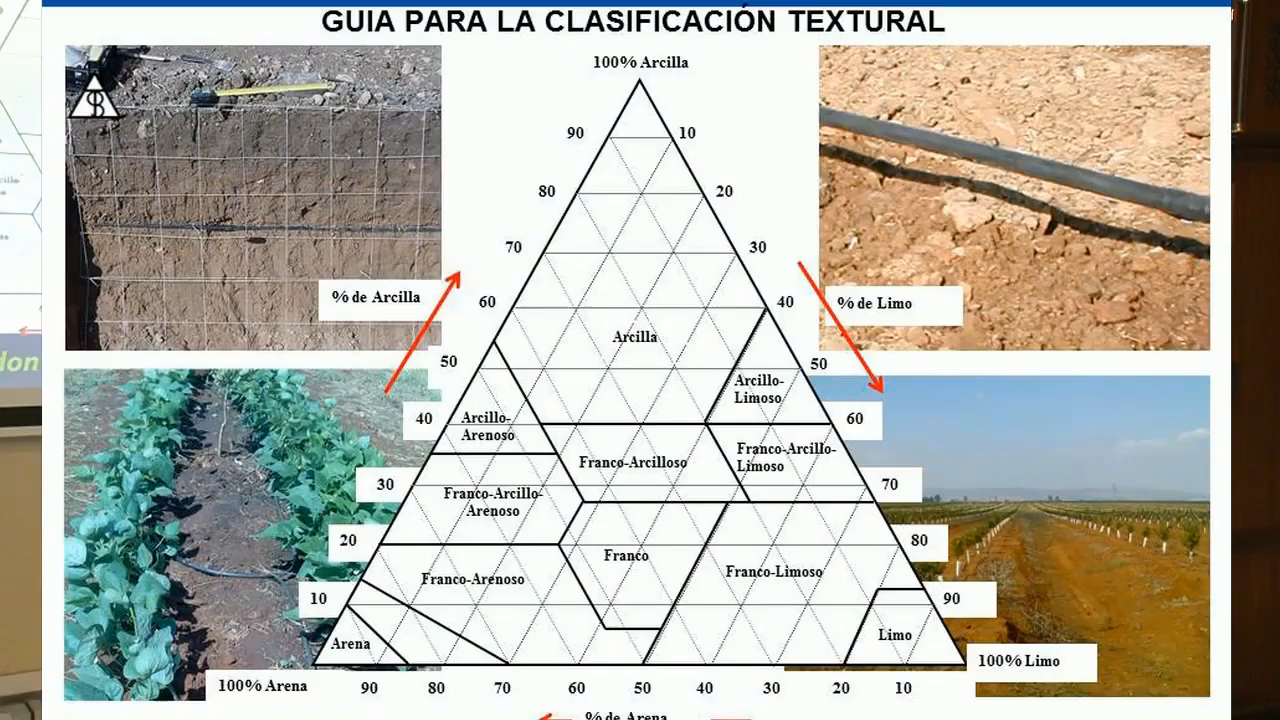 GUIA PARA LA CLASIFICACIÓN TEXTURAL
100% Arcilla
90
10
80
20
70
30
% de Arcilla
60
40
% de Limo
Arcilla
50
50
Arcillo-
Limoso
40
Arcillo-
Arenoso
60
Franco-Arcilloso
Franco-Arcillo-
Limoso
30
Franco-Arcillo-
Arenoso
70
20
80
Franco
Franco-Arenoso
Franco-Limoso
10
90
Arena
Limo
100% Limo
100% Arena
90
80
70
60
50
40
30
20
10
% de Arena